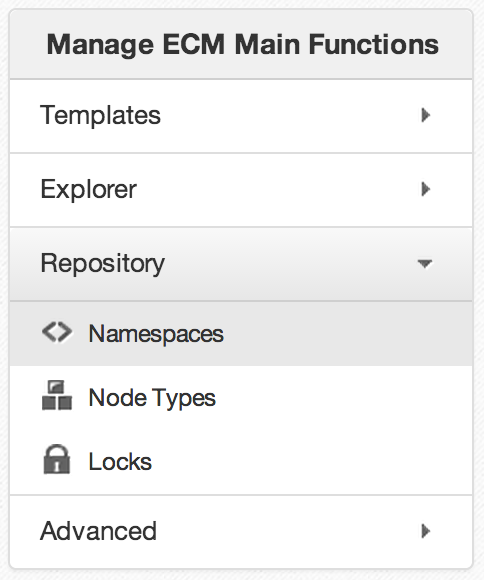 Manage ECM Main Functions
Templates
Explorer
Repository
Namespaces
Node Types
Locks
Advanced